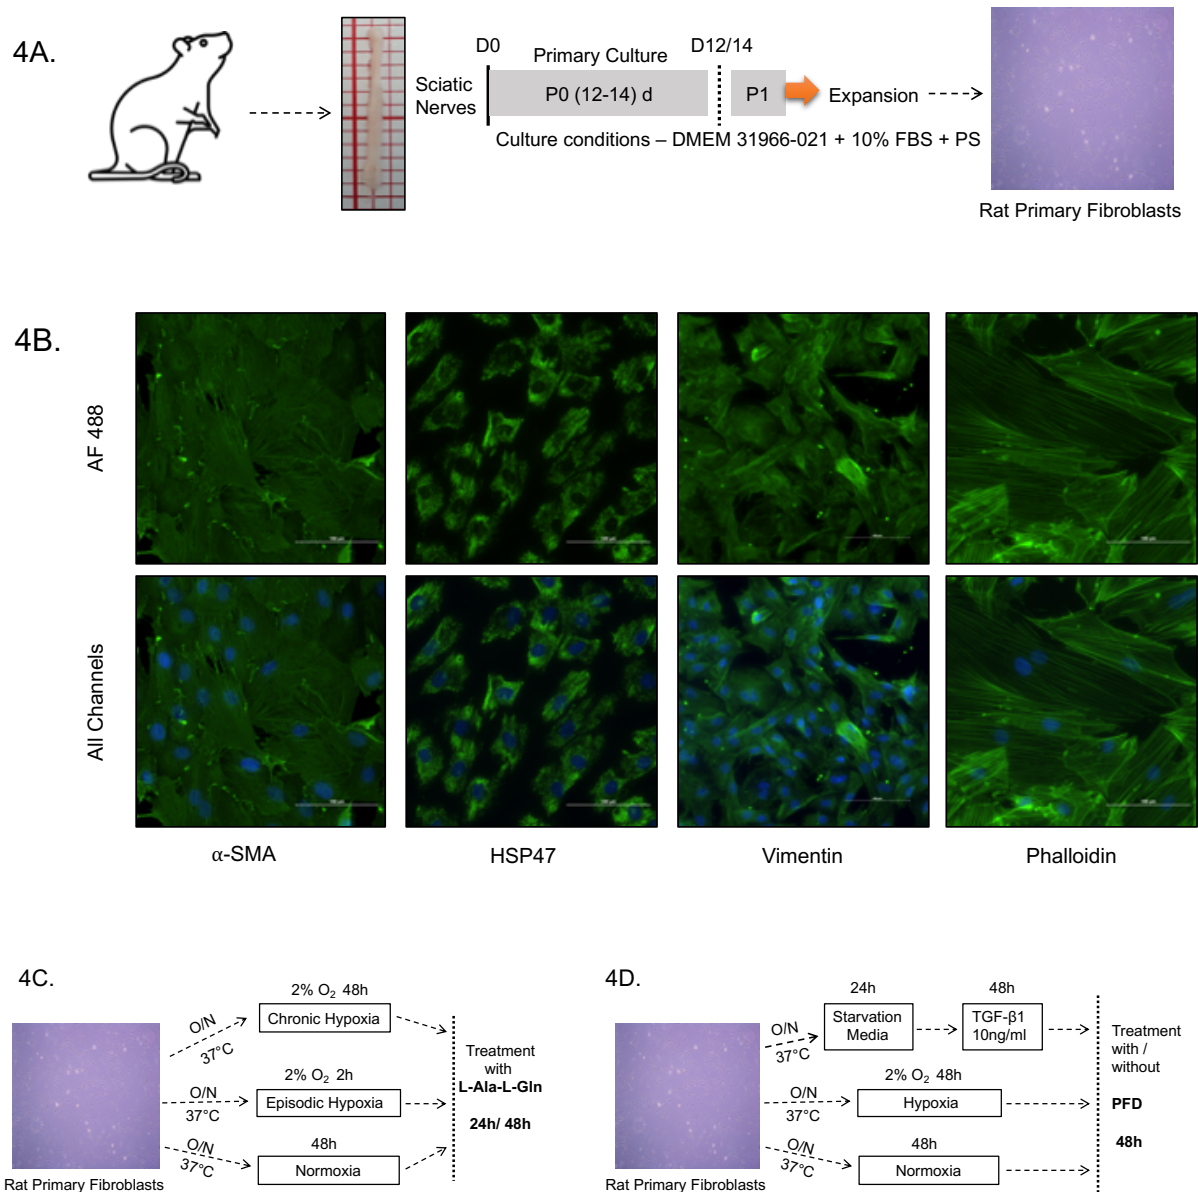 4A.
D0
D12/14
Primary Culture
Sciatic
Nerves
P0 (12-14) d
P1
Expansion
Culture conditions – DMEM 31966-021 + 10% FBS + PS
Rat Primary Fibroblasts
4B.
AF 488
All Channels
α-SMA
HSP47
Vimentin
Phalloidin
4C.
2% O₂ 48h
O/N
37°C
Chronic Hypoxia
2% O₂ 2h
O/N
37°C
Episodic Hypoxia
48h
O/N
37°C
Normoxia
Treatment
with
L-Ala-L-Gln
24h/ 48h
Rat Primary Fibroblasts
4D.
24h
48h
O/N
37°C
Starvation
Media
TGF-β1
10ng/ml
2% O₂ 48h
O/N
37°C
Hypoxia
48h
O/N
37°C
Normoxia
Treatment
with /
without
PFD
48h
Rat Primary Fibroblasts